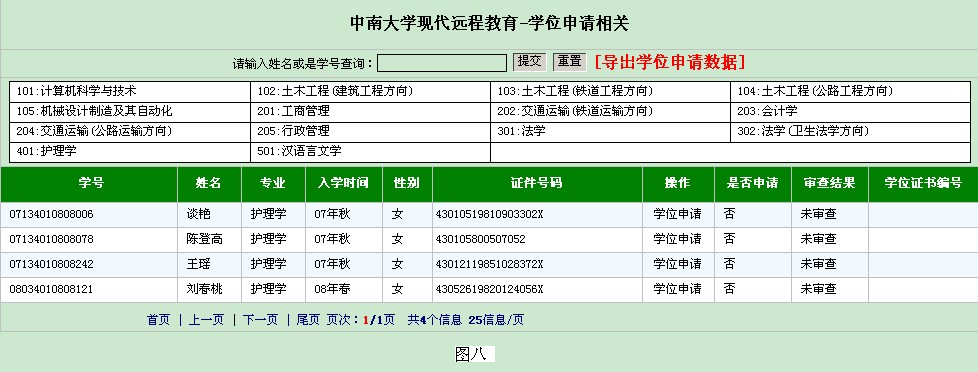 中南大学现代远程教育-学位申请相关
请输入姓名或是学号查询： 提交 重置 [导出学位申请数据]
101:计算机科学与技术 102:土木工程(建筑工程方向) 103:土木工程(铁道工程方向) 104:土木工程(公路工程方向)
105:机械设计制造及其自动化 201:工商管理 202:交通运输(铁道运输方向) 203:会计学
204:交通运输(公路运输方向) 205:行政管理 301:法学 302:法学(卫生法学方向)
401:护理学 501:汉语言文学
学号 姓名 专业 入学时间 性别 证件号码 操作 是否申请 审查结果 学位证书编号
07134010808006 谈艳 护理学 07年秋 女 43010519810903302X 学位申请 否 未审查
07134010808078 陈登高 护理学 07年秋 女 430105800507052 学位申请 否 未审查
07134010808242 王瑶 护理学 07年秋 女 43012119851028372X 学位申请 否 未审查
08034010808121 刘春桃 护理学 08年春 女 43052619820124056X 学位申请 否 未审查
首页 | 上一页 | 下一页 | 尾页 页次：1/1页 共4个信息 25信息/页
图八